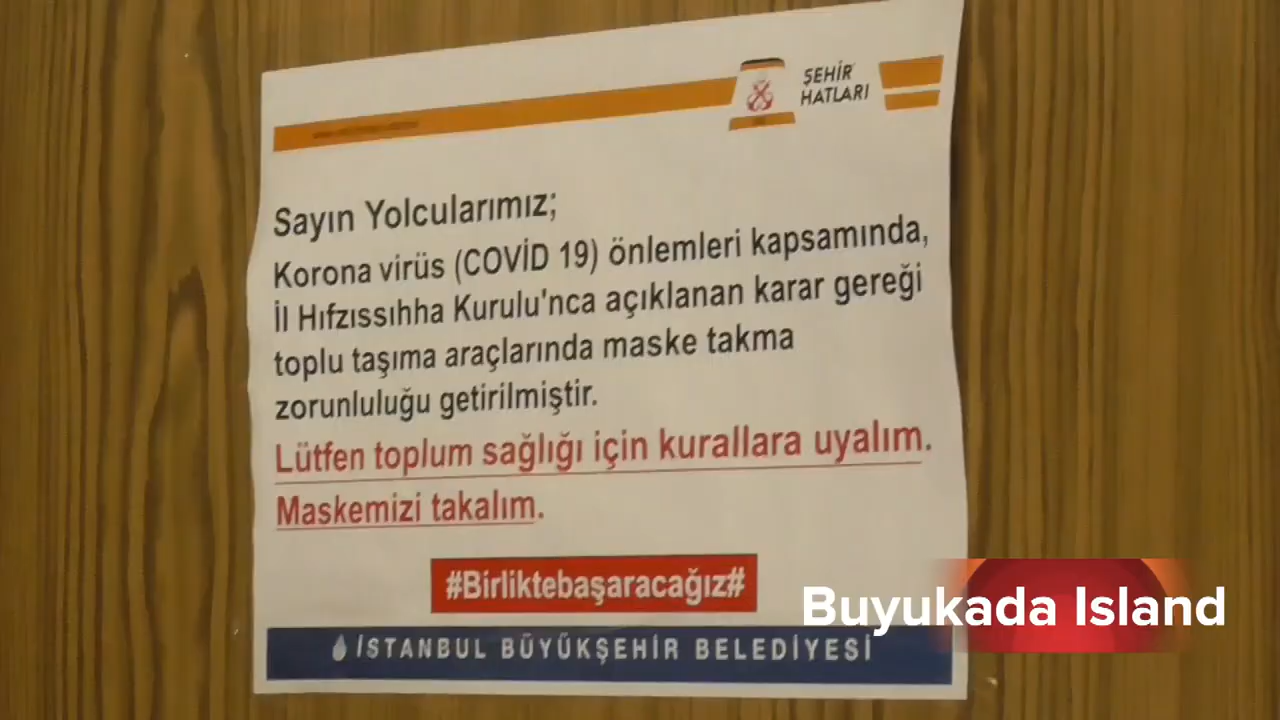 ŞEHİR
HATLARI
Sayın Yolcularımız;
Korona virüs (COVİD 19) önlemleri kapsamında,
İl Hıfzıssıhha Kurulu'nca açıklanan karar gereği
toplu taşıma araçlarında maske takma
zorunluluğu getirilmiştir.
Lütfen toplum sağlığı için kurallara uyalım.
Maskemizi takalım.
#Birliktebaşaracağız#
Buyukada Island
İSTANBUL BÜYÜKŞEHİR BELEDİYESİ